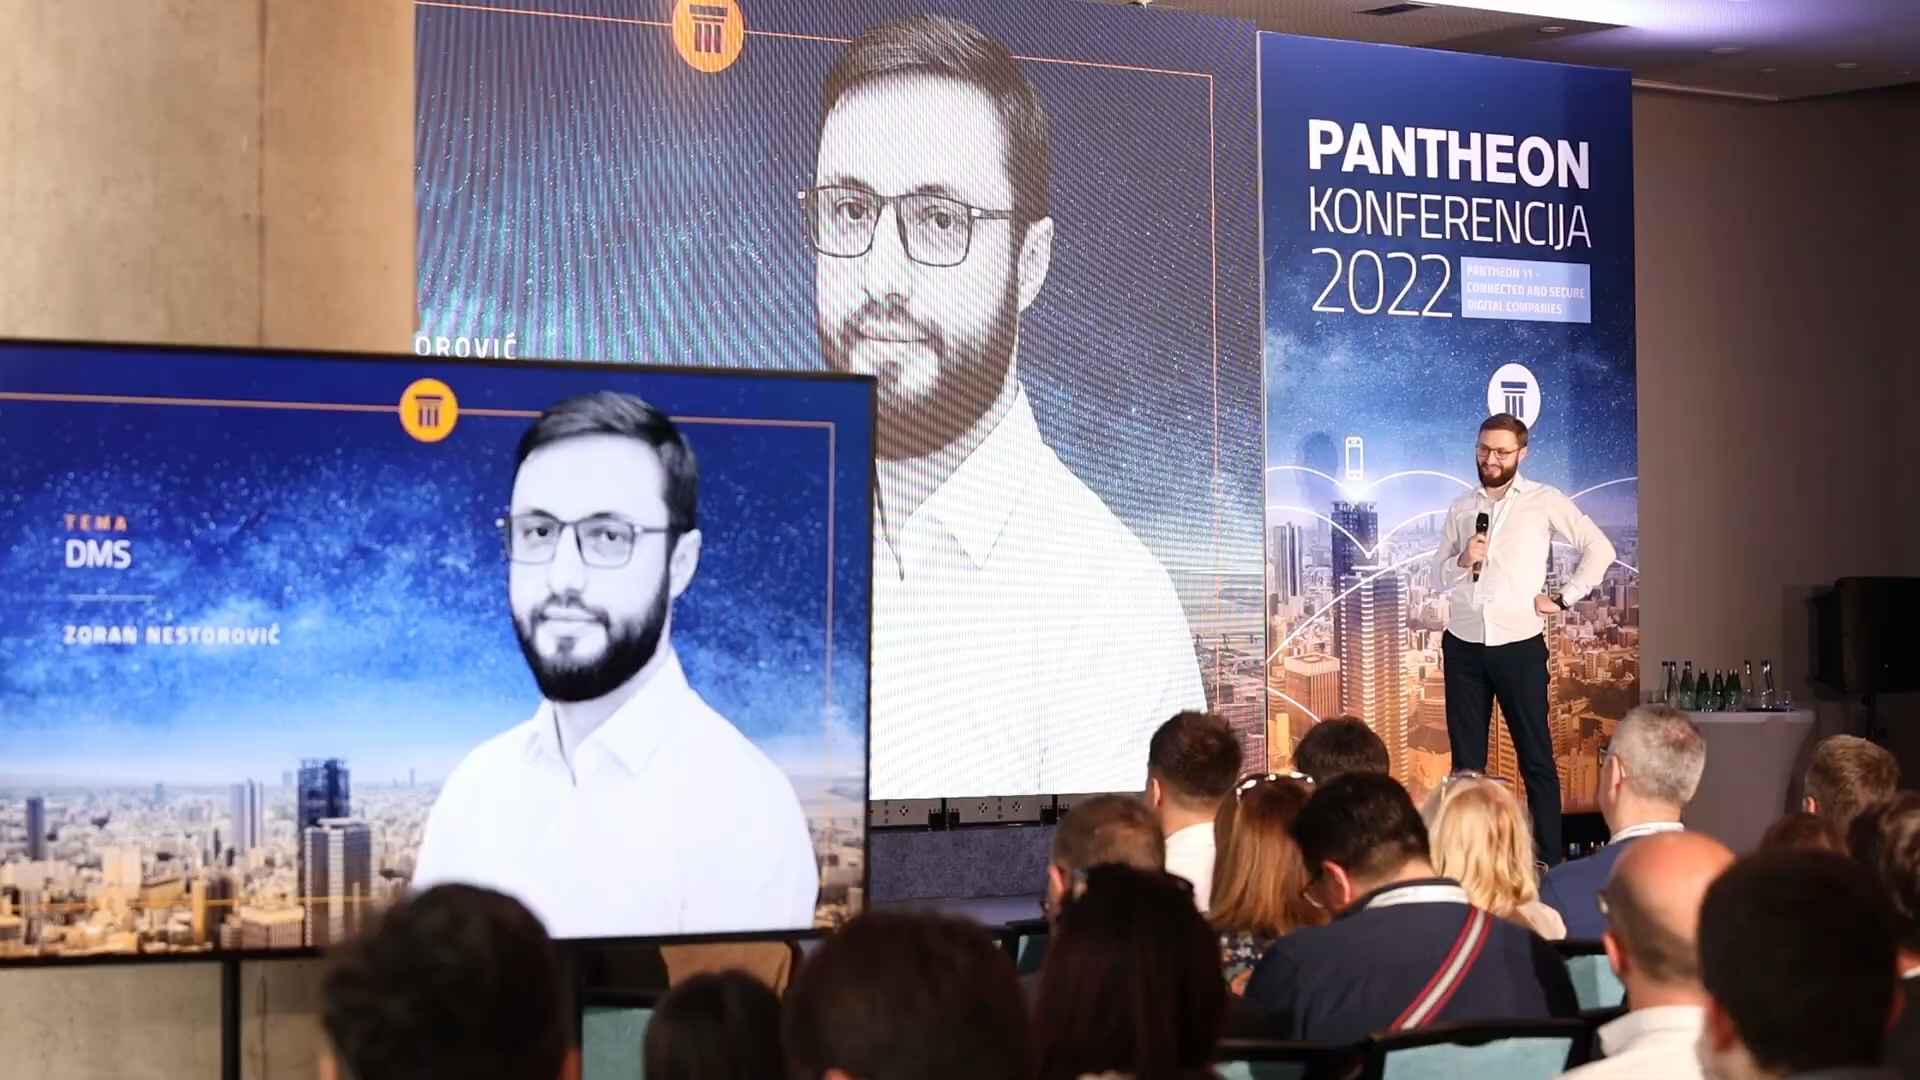 OROVIĆ
TEMA
DMS
ZORAN NESTOROVIĆ
PANTHEON
KONFERENCIJA
2022
PANTHEON 11 -
CONNECTED AND SECURE
DIGITAL COMPANIES